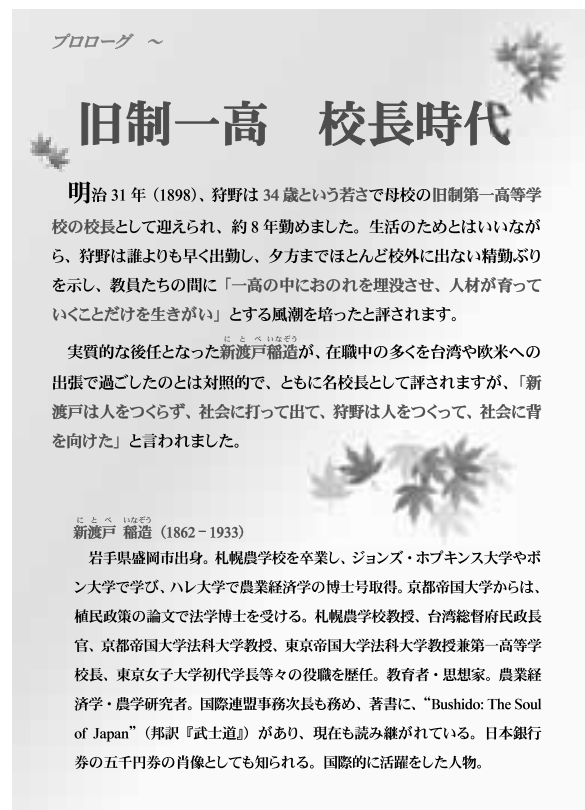 プロローグ ～
旧制一高 校長時代
明治 31 年（1898）、狩野は 34 歳という若さで母校の旧制第一高等学
校の校長として迎えられ、約 8 年勤めました。生活のためとはいいなが
ら、狩野は誰よりも早く出勤し、夕方までほとんど校外に出ない精勤ぶり
を示し、教員たちの間に「一高の中におのれを埋没させ、人材が育って
いくことだけを生きがい」とする風潮を培ったと評されます。
にとべ いなぞう
実質的な後任となった新渡戸稲造が、在職中の多くを台湾や欧米への
出張で過ごしたのとは対照的で、ともに名校長として評されますが、「新
渡戸は人をつくらず、社会に打って出て、狩野は人をつくって、社会に背
を向けた」と言われました。
にとべ いなぞう
新渡戸 稲造（1862－1933）
岩手県盛岡市出身。札幌農学校を卒業し、ジョンズ・ホプキンス大学やボ
ン大学で学び、ハレ大学で農業経済学の博士号取得。京都帝国大学からは、
植民政策の論文で法学博士を受ける。札幌農学校教授、台湾総督府民政長
官、京都帝国大学法科大学教授、東京帝国大学法科大学教授兼第一高等学
校長、東京女子大学初代学長等々の役職を歴任。教育者・思想家。農業経
済学・農学研究者。国際連盟事務次長も務め、著書に、“Bushido: The Soul
of Japan”（邦訳『武士道』）があり、現在も読み継がれている。日本銀行
券の五千円券の肖像としても知られる。国際的に活躍をした人物。